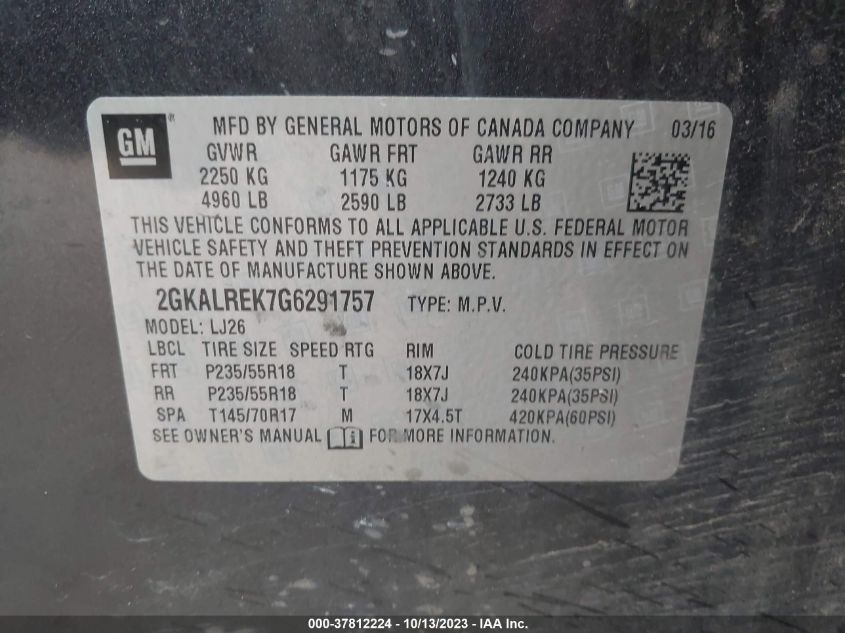 GM ® MFD BY GENERAL MOTORS OF CANADA COMPANY 03/16
GVWR GAWR FRT GAWR RR
2250 KG 1175 KG 1240 KG
4960 LB 2590 LB 2733 LB
THIS VEHICLE CONFORMS TO ALL APPLICABLE U.S. FEDERAL MOTOR
VEHICLE SAFETY AND THEFT PREVENTION STANDARDS IN EFFECT ON
THE DATE OF MANUFACTURE SHOWN ABOVE.
2GKALREK7G6291757 TYPE: M.P.V.
MODEL: LJ26
LBCL TIRE SIZE SPEED RTG RIM COLD TIRE PRESSURE
FRT P235/55R18 T 18X7J 240KPA(35PSI)
RR P235/55R18 T 18X7J 240KPA(35PSI)
SPA T145/70R17 M 17X4.5T 420KPA(60PSI)
SEE OWNER'S MANUAL i FOR MORE INFORMATION.
000-37812224 - 10/13/2023 - IAA Inc.